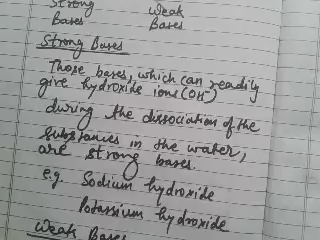 Strong Weak
Bases Bases
Strong Bases
Those bases, which can readily
give hydroxide ions (OH⁻)
during the dissociation of the
substances in the water,
are strong bases.
e.g. Sodium hydroxide
Potassium hydroxide
Weak Bases